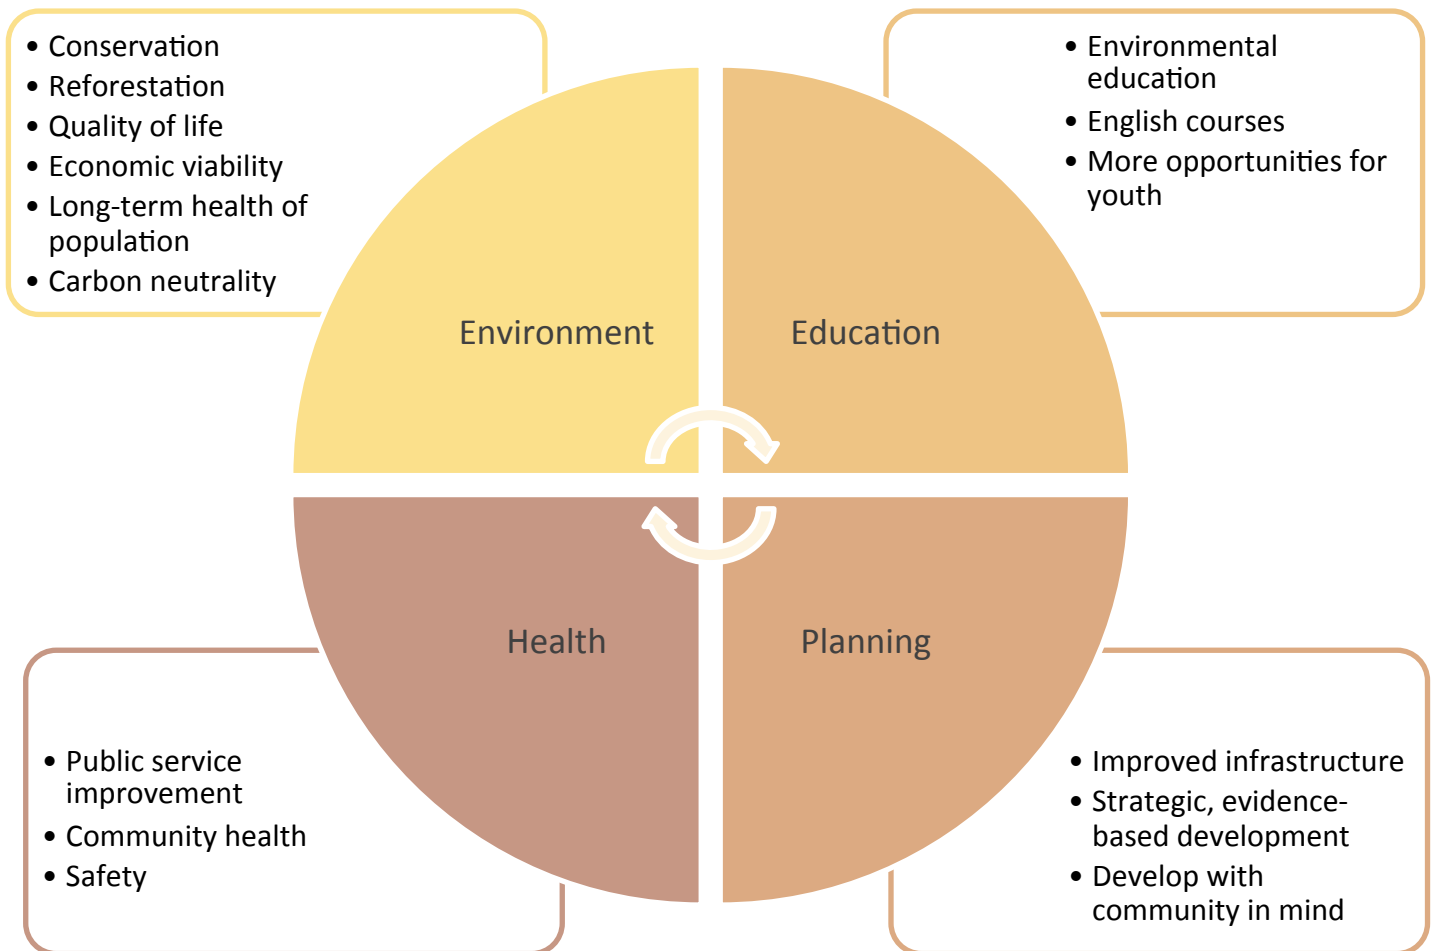 • Conservation
• Reforestation
• Quality of life
• Economic viability
• Long-term health of
population
• Carbon neutrality
• Environmental
education
• English courses
• More opportunities for
youth
Environment
Education
Health
Planning
• Public service
improvement
• Community health
• Safety
• Improved infrastructure
• Strategic, evidence-
based development
• Develop with
community in mind